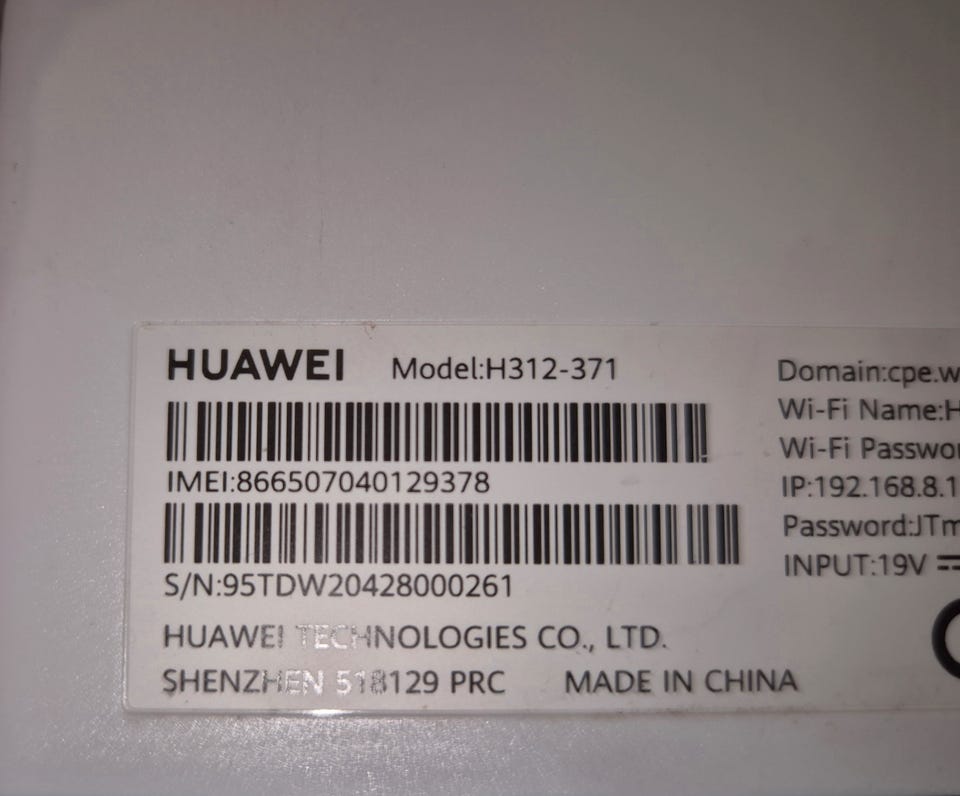 HUAWEI Model:H312-371
IMEI:866507040129378
S/N:95TDW20428000261
HUAWEI TECHNOLOGIES CO., LTD.
SHENZHEN 518129 PRC MADE IN CHINA
Domain:cpe.w
Wi-Fi Name:H
Wi-Fi Passwor
IP:192.168.8.1
Password:JTm
INPUT:19V ⎓